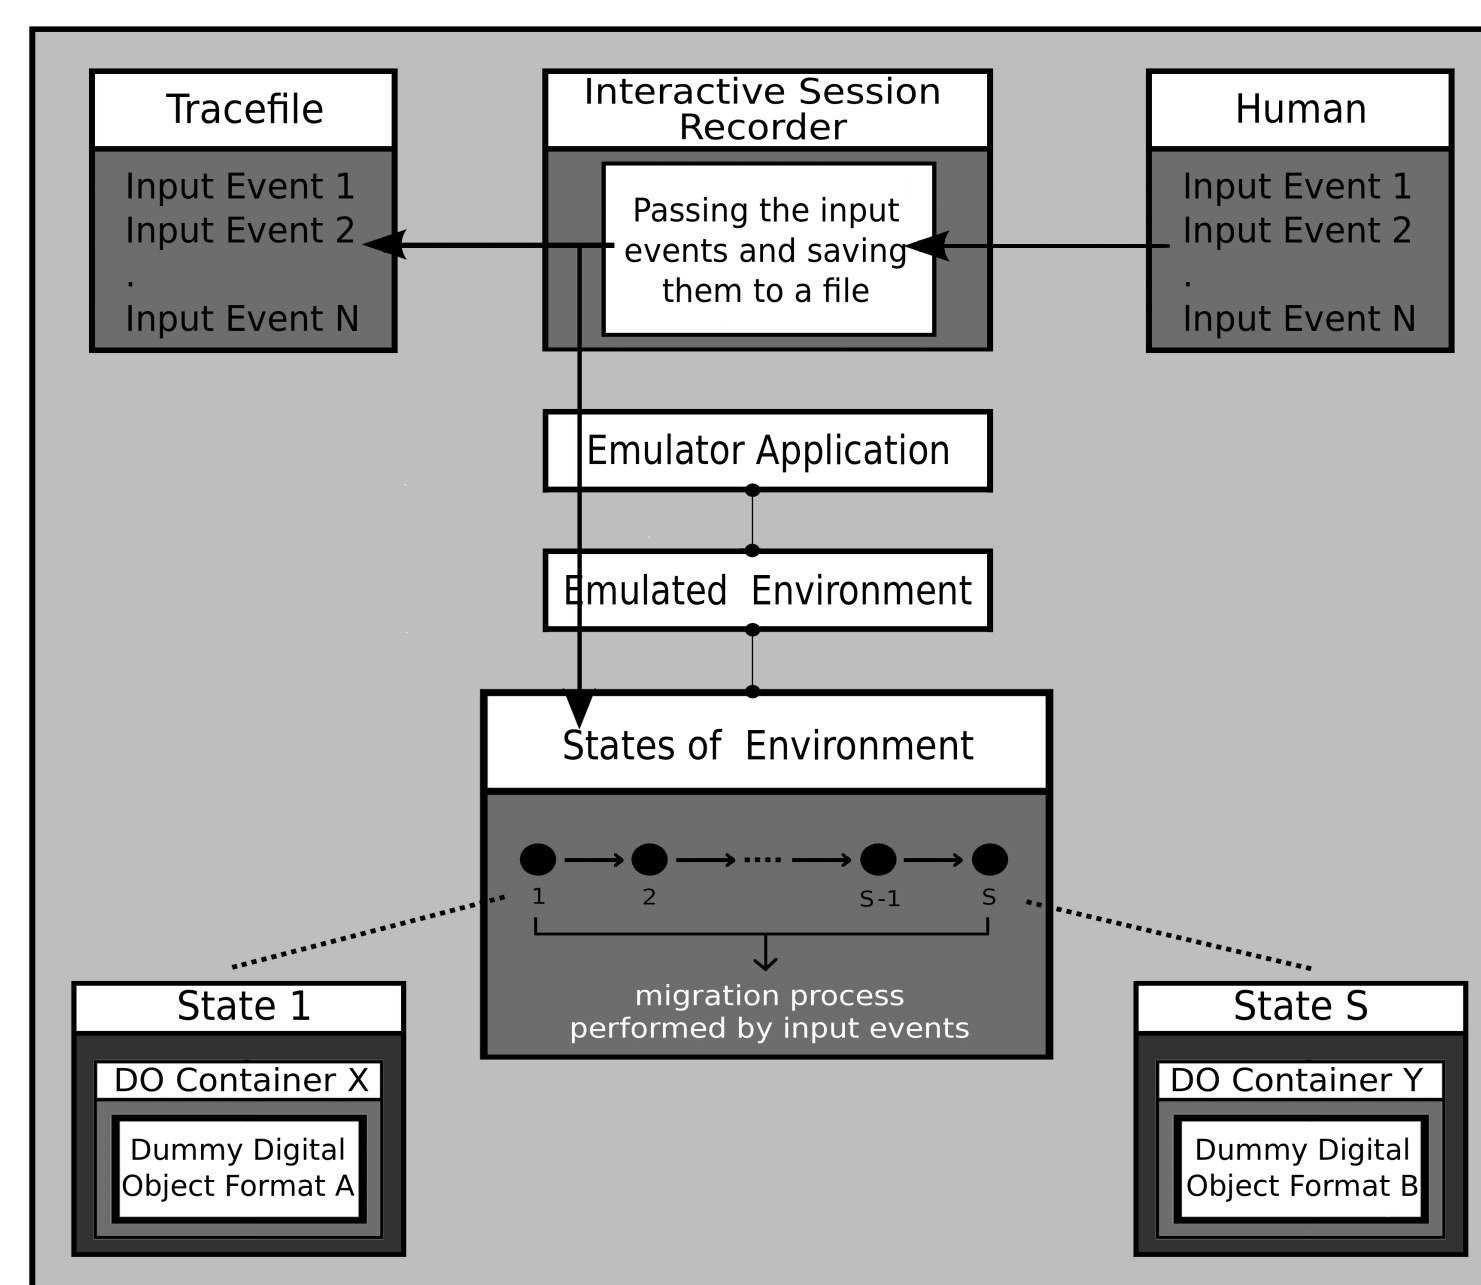 Tracefile
Input Event 1
Input Event 2
.
Input Event N
Interactive Session
Recorder
Passing the input
events and saving
them to a file
Human
Input Event 1
Input Event 2
.
Input Event N
Emulator Application
Emulated Environment
States of Environment
1 2 S-1 S
migration process
performed by input events
State 1
DO Container X
Dummy Digital
Object Format A
State S
DO Container Y
Dummy Digital
Object Format B